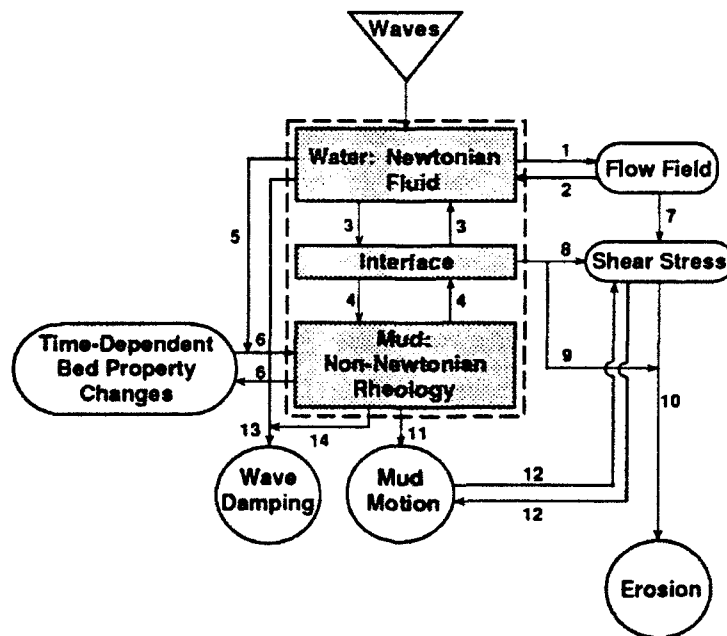 Waves
Water: Newtonian
Fluid
1
Flow Field
2
3
3
7
5
Interface
8
Shear Stress
4
4
Time-Dependent
Bed Property
Changes
6
6
Mud:
Non-Newtonian
Rheology
9
10
13
14
11
Wave
Damping
Mud
Motion
12
12
Erosion